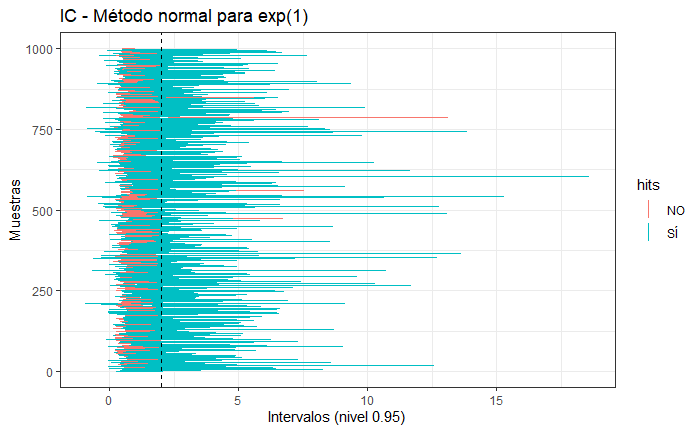 IC - Método normal para exp(1)
1000
750
500
250
0
Muestras
0
5
10
15
Intervalos (nivel 0.95)
hits
NO
SÍ